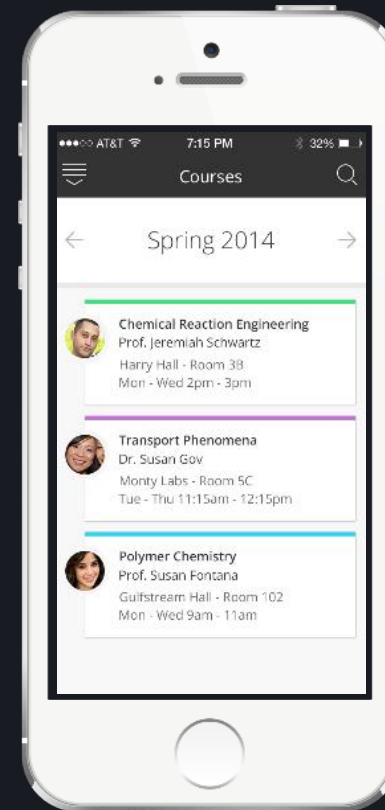 AT&T 7:15 PM 32%
Courses
Spring 2014
Chemical Reaction Engineering
Prof. Jeremiah Schwartz
Harry Hall - Room 3B
Mon - Wed 2pm - 3pm
Transport Phenomena
Dr. Susan Gov
Monty Labs - Room 5C
Tue - Thu 11:15am - 12:15pm
Polymer Chemistry
Prof. Susan Fontana
Gulfstream Hall - Room 102
Mon - Wed 9am - 11am